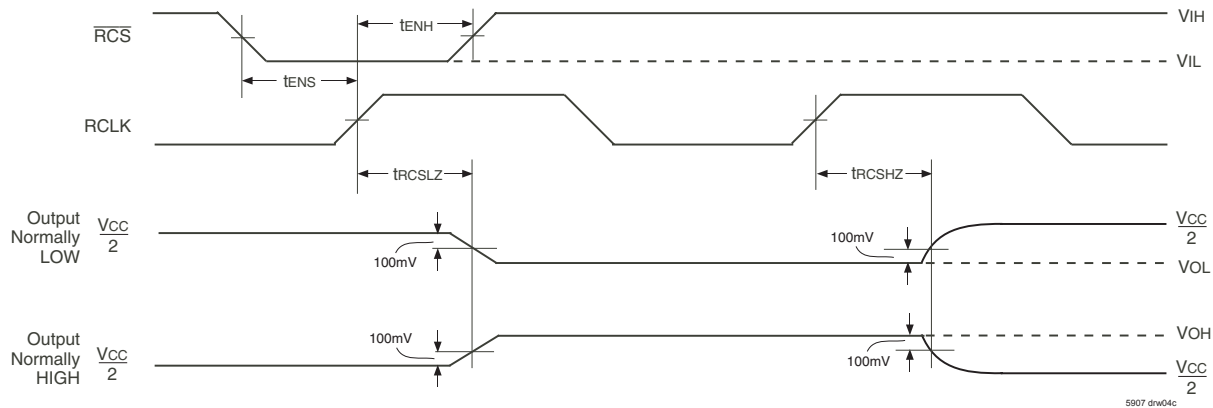 RCS
tENH
VIH
VIL
tENS
RCLK
tRCSLZ
tRCSHZ
Output
Normally
LOW
VCC
2
100mV
100mV
VCC
2
VOL
Output
Normally
HIGH
VCC
2
100mV
100mV
VOH
VCC
2
5907 drw04c